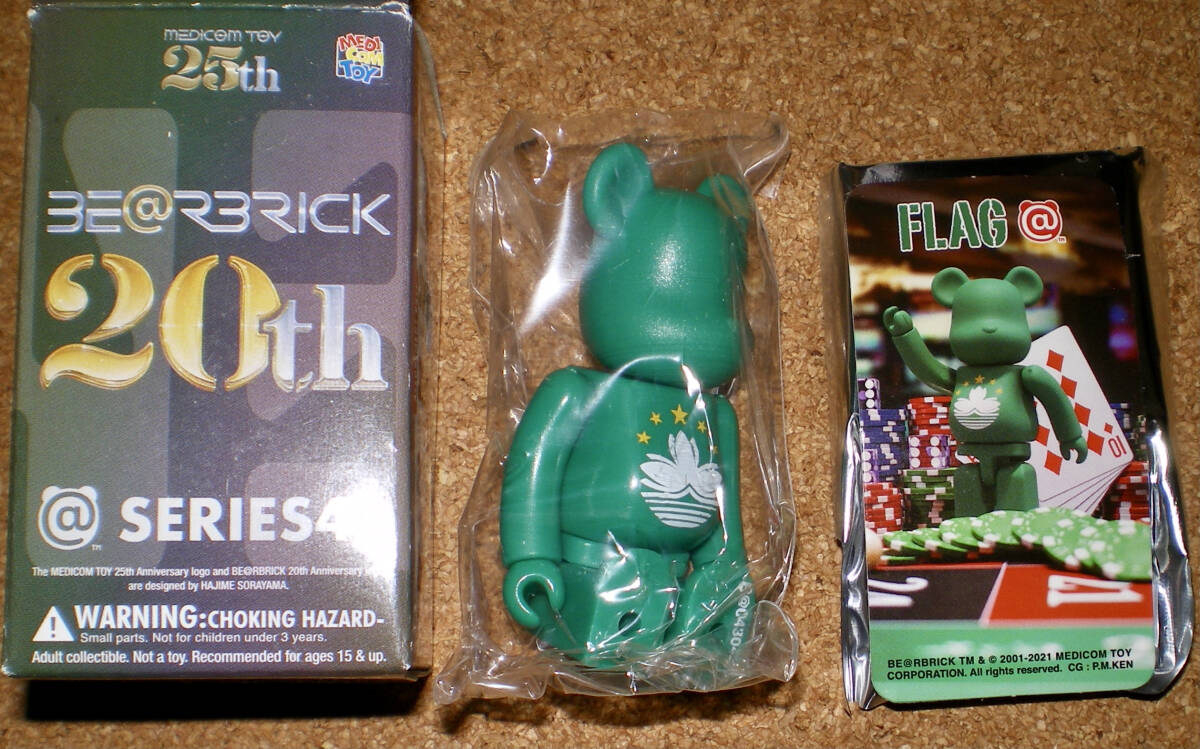 MEDICOM TOY
25th
MEDI
COM
TOY
BE@RBRICK
20th
@ SERIES4
The MEDICOM TOY 25th Anniversary logo and BE@RBRICK 20th Anniversary
are designed by HAJIME SORAYAMA.
WARNING:CHOKING HAZARD-
Small parts. Not for children under 3 years.
Adult collectible. Not a toy. Recommended for ages 15 & up.
FLAG @
10
17
BE@RBRICK TM & © 2001-2021 MEDICOM TOY
CORPORATION. All rights reserved. CG : P.M.KEN